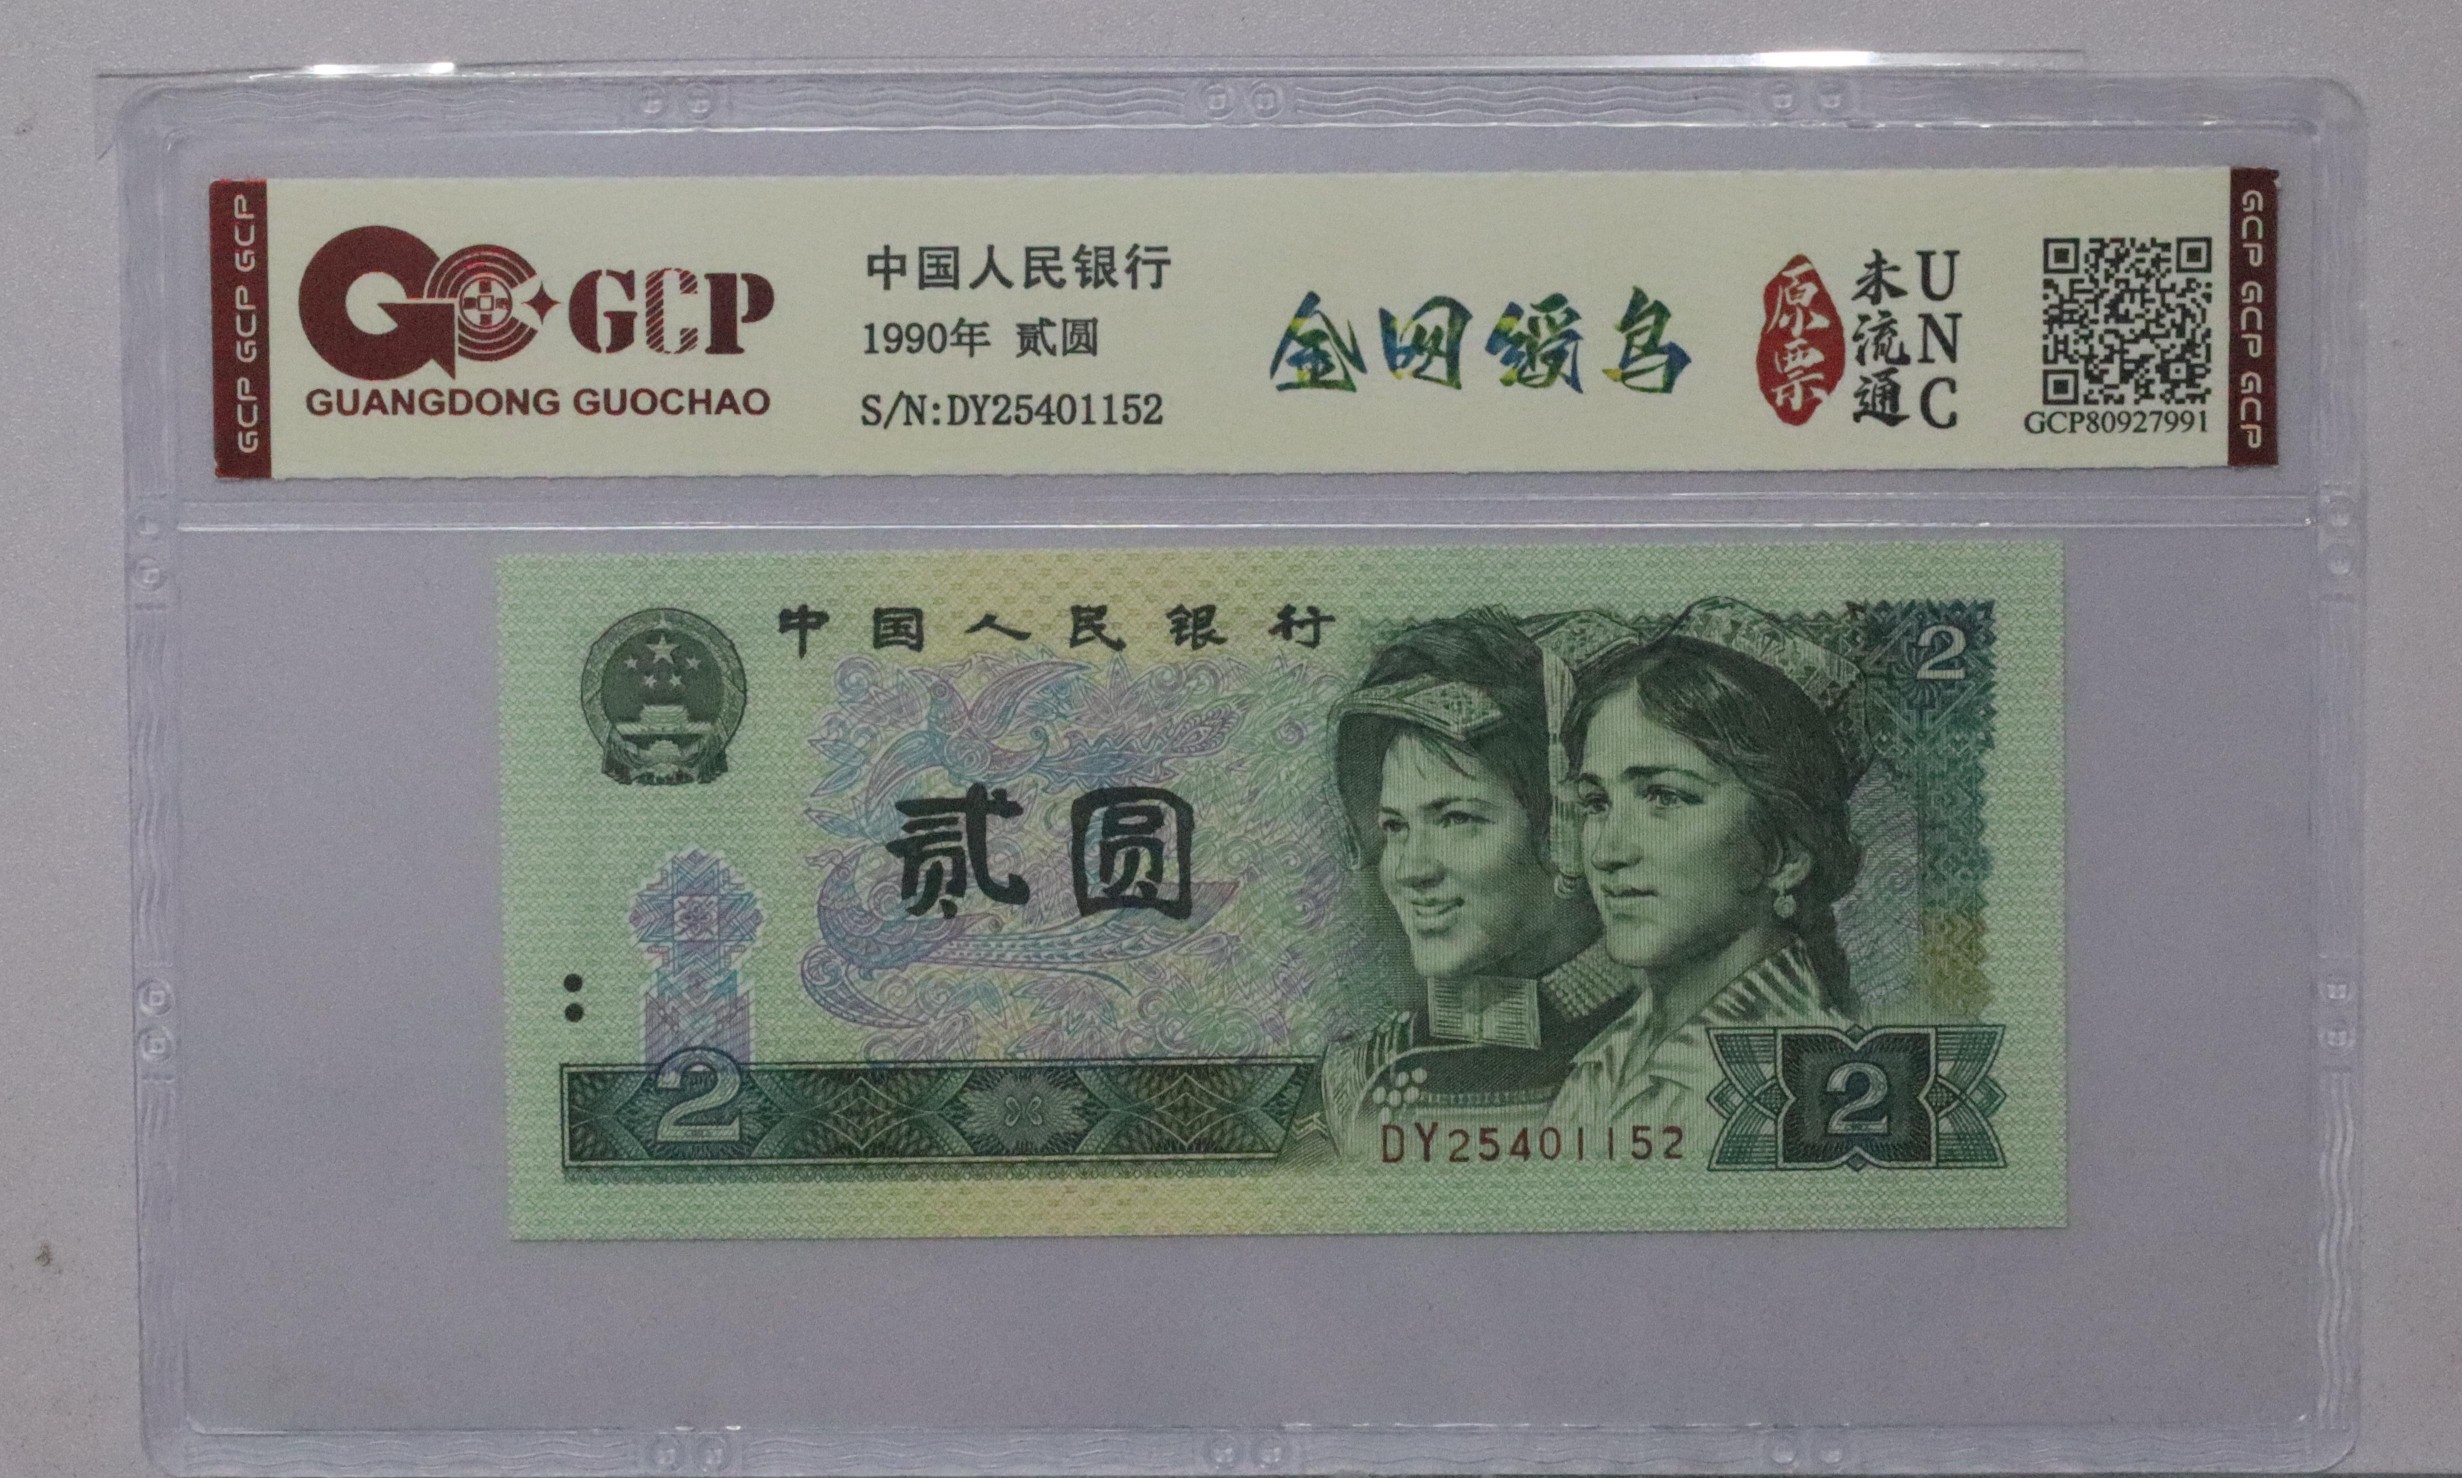 GCP GCP GCP
GCP
GUANGDONG GUOCHAO
中国人民银行
1990年 贰圆
S/N:DY25401152
金网绶鸟
原票
未流通
UNC
GCP80927991
GCP GCP GCP
中国人民银行
2
贰圆
2
DY25401152
2